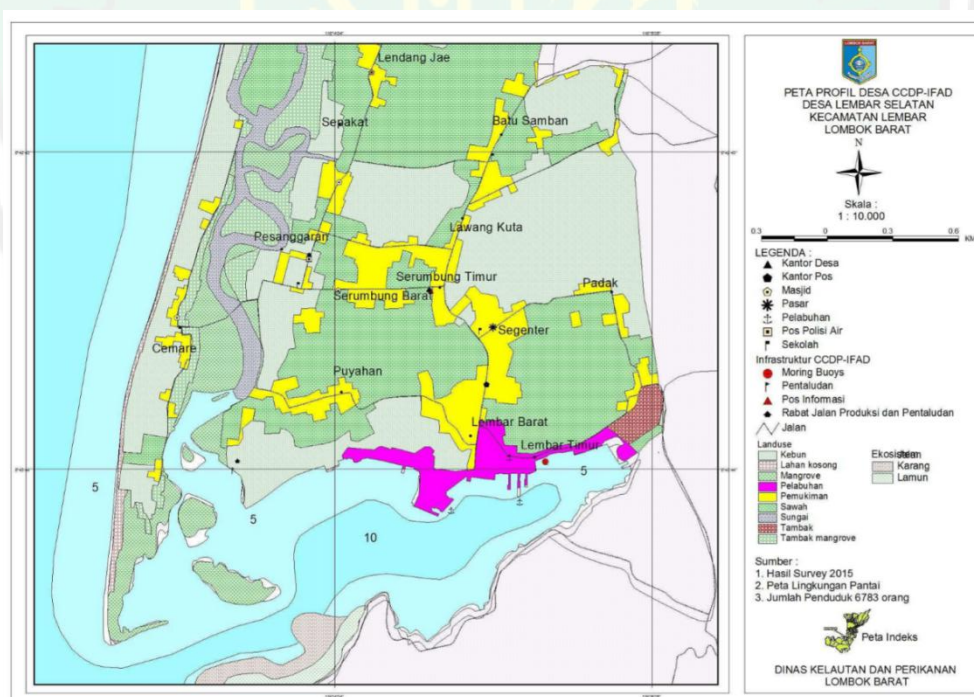 Lendang Jae
Sepakat
Batu Samban
Lawang Kuta
Pesanggaran
Serumbung Timur
Serumbung Barat
Padak
Segenter
Cemare
Puyahan
Lembar Barat
Lembar Timur
5
5
5
10
LOMBOK BARAT
PETA PROFIL DESA CCDP-IFAD
DESA LEMBAR SELATAN
KECAMATAN LEMBAR
LOMBOK BARAT
N
Skala :
1 : 10.000
0.3 0 0.3 0.6
KM
LEGENDA :
Kantor Desa
Kantor Pos
Masjid
Pasar
Pelabuhan
Pos Polisi Air
Sekolah
Infrastruktur CCDP-IFAD
Moring Buoys
Pentaludan
Pos Informasi
Rabat Jalan Produksi dan Pentaludan
Jalan
Landuse
Kebun
Lahan kosong
Mangrove
Pelabuhan
Pemukiman
Sawah
Sungai
Tambak
Tambak mangrove
Karang
Lamun
Sumber :
1. Hasil Survey 2015
2. Peta Lingkungan Pantai
3. Jumlah Penduduk 6783 orang
Peta Indeks
DINAS KELAUTAN DAN PERIKANAN
LOMBOK BARAT